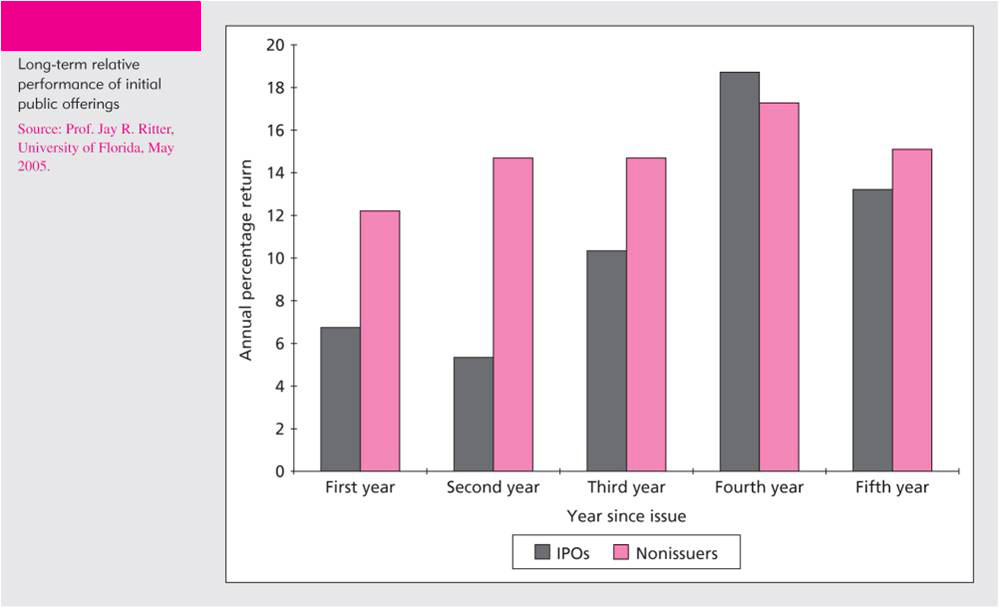 Long-term relative
performance of initial
public offerings
Source: Prof. Jay R. Ritter,
University of Florida, May
2005.
Annual percentage return
20
18
16
14
12
10
8
6
4
2
0
First year Second year Third year Fourth year Fifth year
Year since issue
IPOs Nonissuers